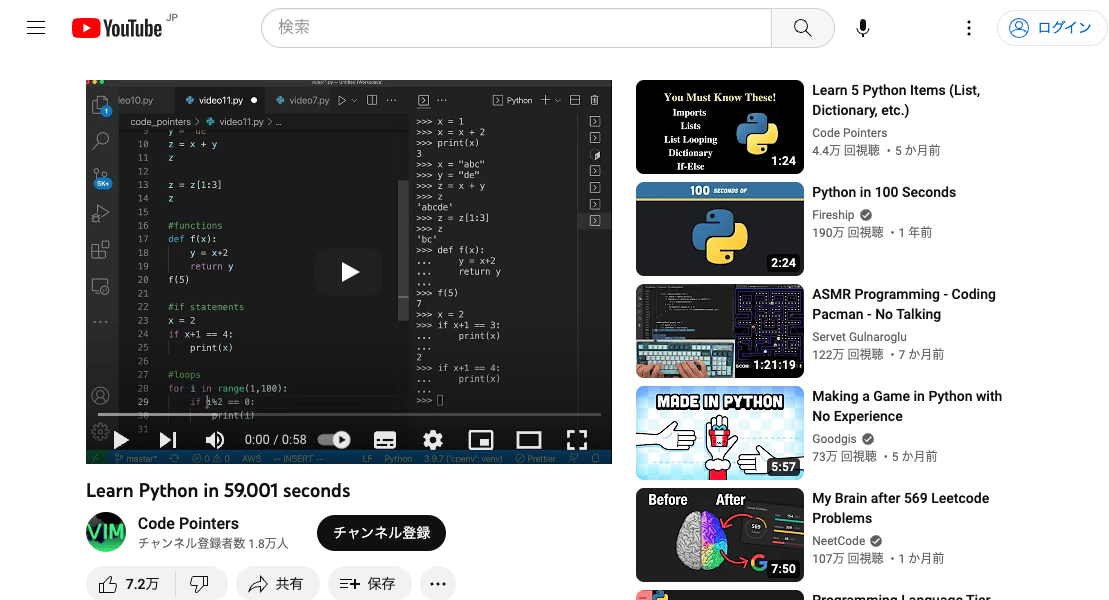 YouTube JP
検索
ログイン
video11.py — Untitled (Workspace)
leo10.py
video11.py
video7.py
Python
code_pointers > video11.py > ...
1
5K+
9 y = "de"
10 z = x + y
11 z
12
13 z = z[1:3]
14 z
15
16 #functions
17 def f(x):
18 y = x+2
19 return y
20 f(5)
21
22 #if statements
23 x = 2
24 if x+1 == 4:
25 print(x)
26
27 #loops
28 for i in range(1,100):
29 if i%2 == 0:
30 print(i)
31
>>> x = 1
>>> x = x + 2
>>> print(x)
3
>>> x = "abc"
>>> y = "de"
>>> z = x + y
>>> z
'abcde'
>>> z = z[1:3]
>>> z
'bc'
>>> def f(x):
... y = x+2
... return y
...
>>> f(5)
7
>>> x = 2
>>> if x+1 == 3:
... print(x)
...
2
>>> if x+1 == 4:
... print(x)
...
>>>
0:00 / 0:58
master*
0 0
AWS
-- INSERT --
LF
Python
3.9.7 ('cpenv': venv)
Prettier
Learn Python in 59.001 seconds
VIM
Code Pointers
チャンネル登録者数 1.8万人
チャンネル登録
7.2万
共有
保存
You Must Know These!
Imports
Lists
List Looping
Dictionary
If-Else
1:24
Learn 5 Python Items (List, Dictionary, etc.)
Code Pointers
4.4万 回視聴 ・5 か月前
100 SECONDS OF
2:24
Python in 100 Seconds
Fireship
190万 回視聴 ・1 年前
1:21:19
ASMR Programming - Coding
Pacman - No Talking
Servet Gulnaroglu
122万 回視聴 ・7 か月前
MADE IN PYTHON
5:57
Making a Game in Python with
No Experience
Goodgis
73万 回視聴 ・5 か月前
Before After
569
7:50
My Brain after 569 Leetcode
Problems
NeetCode
107万 回視聴 ・1 か月前
Programming Language Tier